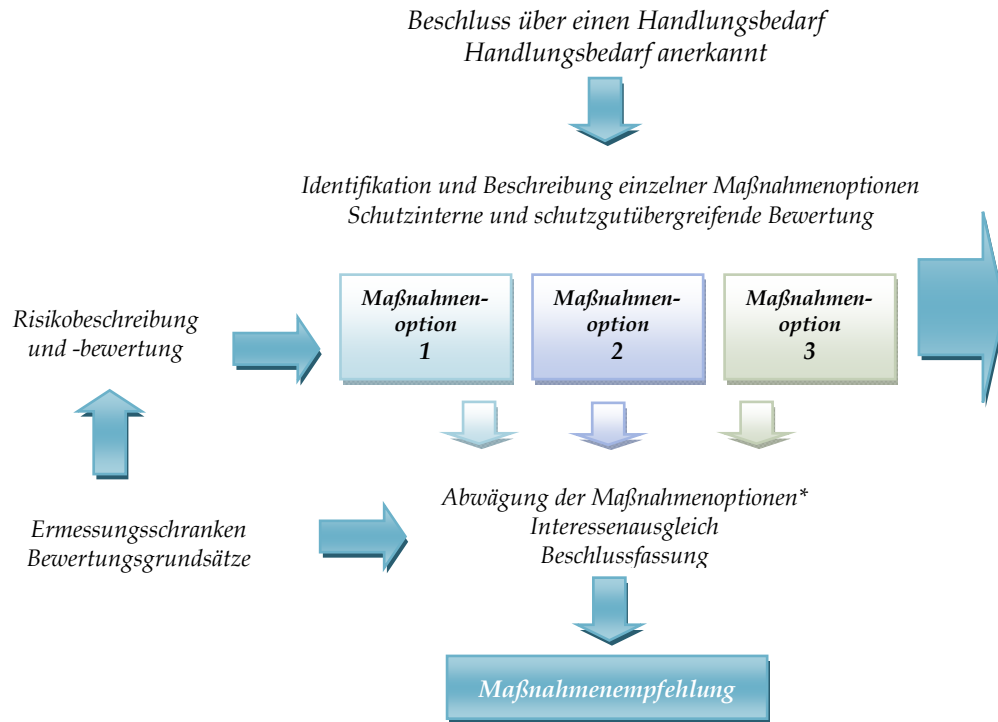 Beschluss über einen Handlungsbedarf
Handlungsbedarf anerkannt
Identifikation und Beschreibung einzelner Maßnahmenoptionen
Schutzinterne und schutzgutübergreifende Bewertung
Risikobeschreibung
und -bewertung
Maßnahmen-
option
1
Maßnahmen-
option
2
Maßnahmen-
option
3
Ermessungsschranken
Bewertungsgrundsätze
Abwägung der Maßnahmenoptionen*
Interessenausgleich
Beschlussfassung
Maßnahmenempfehlung